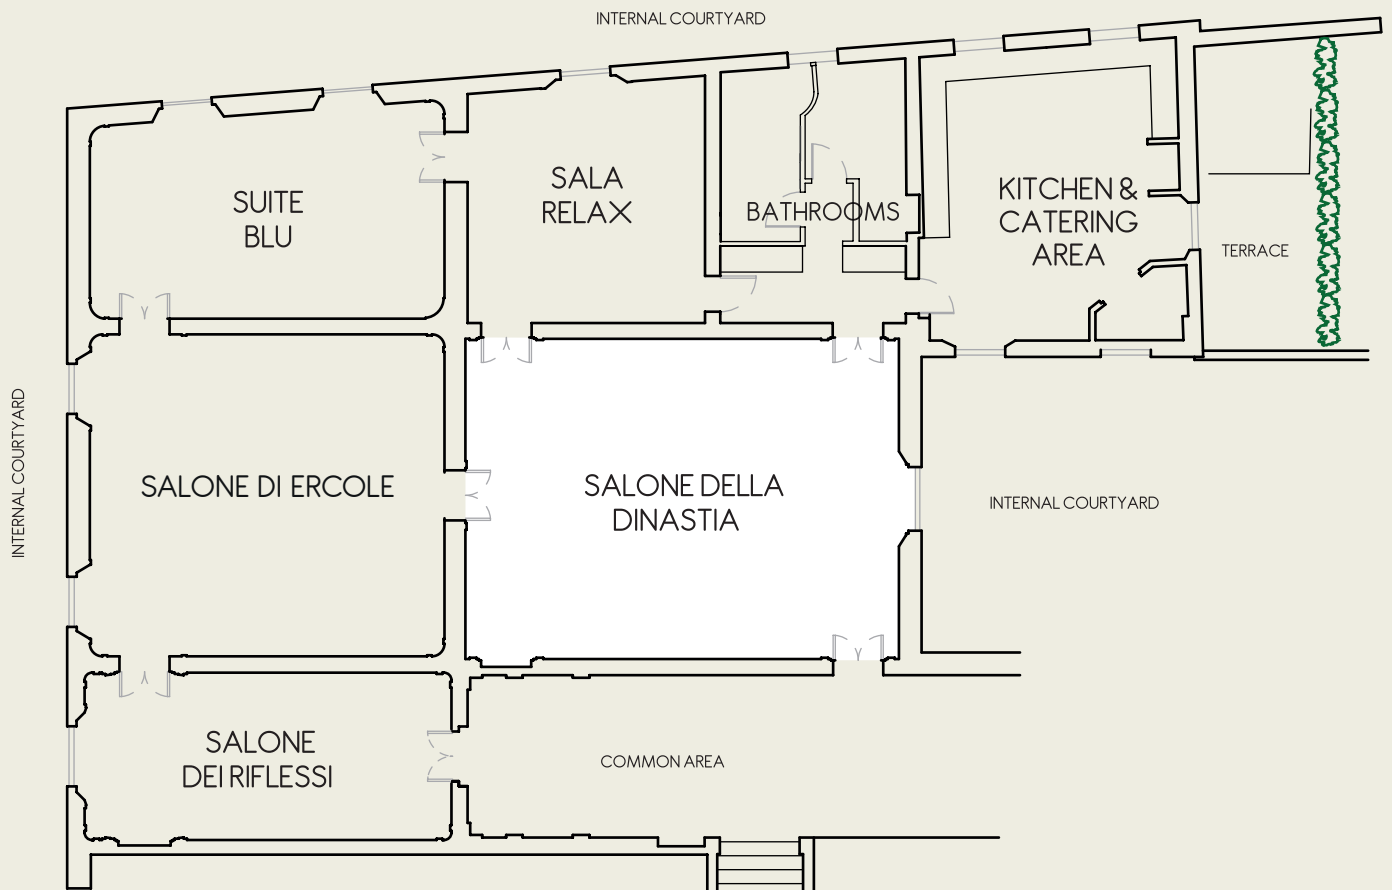 INTERNAL COURTYARD
SUITE
BLU
SALA
RELAX
BATHROOMS
KITCHEN &
CATERING
AREA
TERRACE
INTERNAL COURTYARD
SALONE DI ERCOLE
SALONE DELLA
DINASTIA
INTERNAL COURTYARD
SALONE
DEI RIFLESSI
COMMON AREA